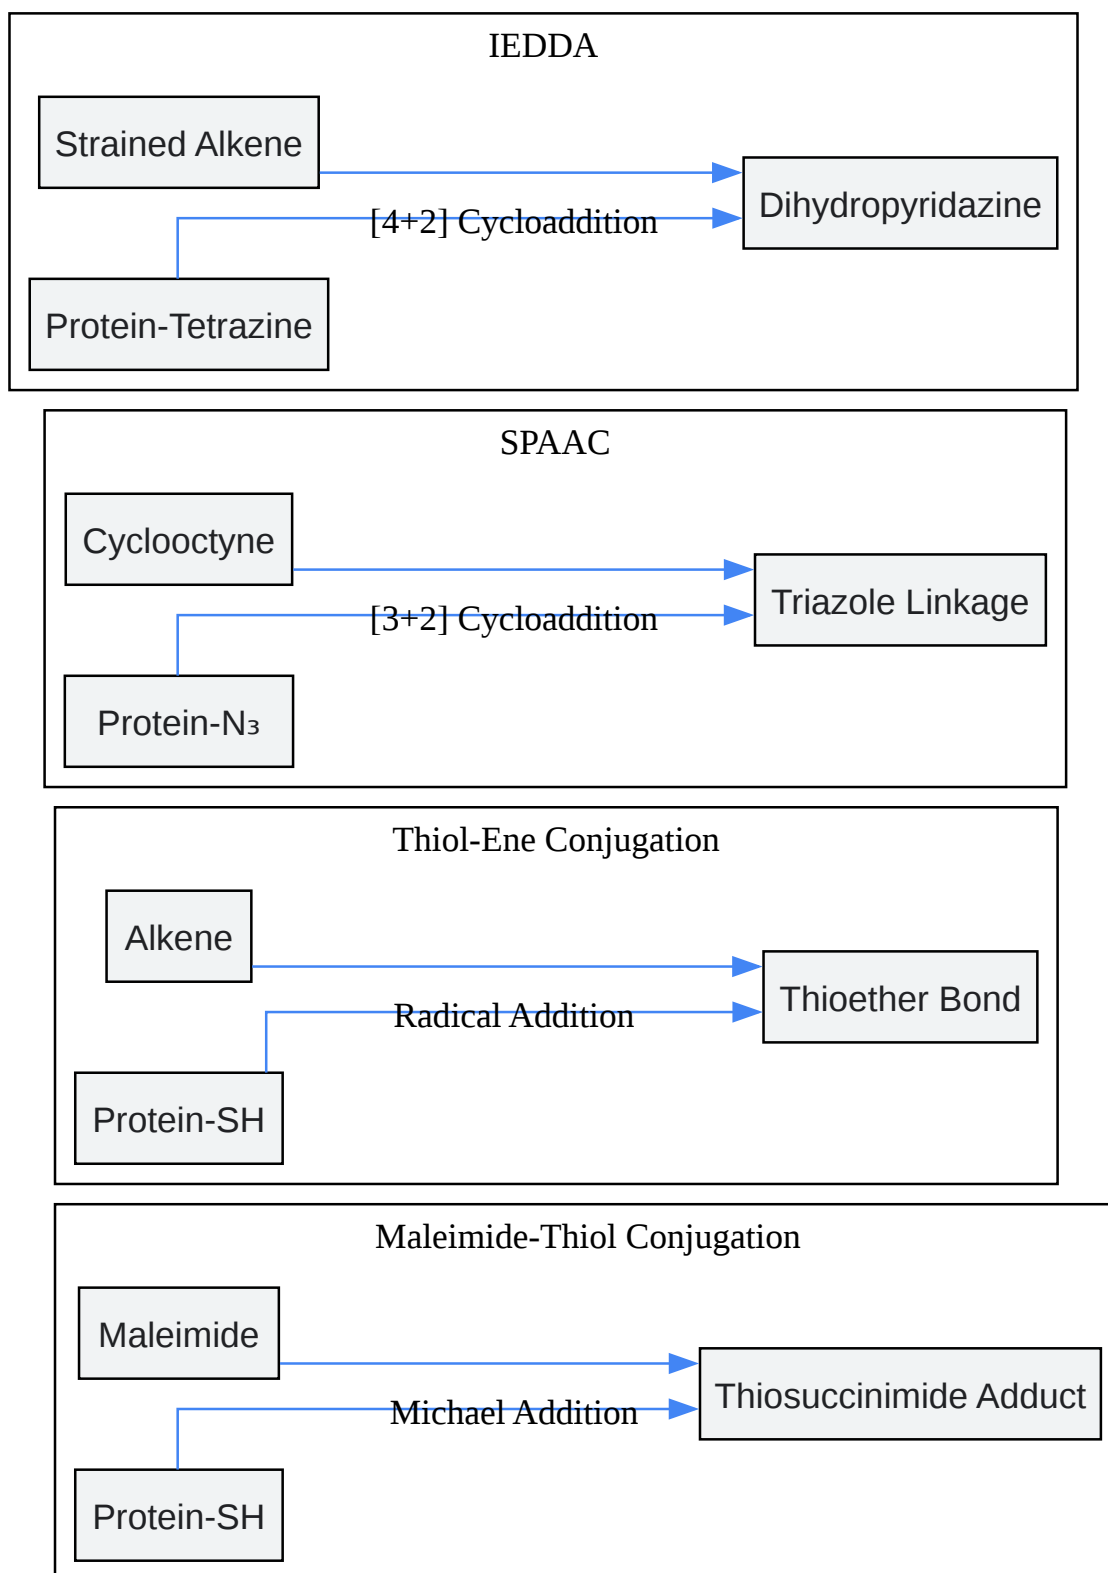 IEDDA
Strained Alkene
Dihydropyridazine
[4+2] Cycloaddition
Protein-Tetrazine
SPAAC
Cyclooctyne
Triazole Linkage
[3+2] Cycloaddition
Protein-N₃
Thiol-Ene Conjugation
Alkene
Thioether Bond
Radical Addition
Protein-SH
Maleimide-Thiol Conjugation
Maleimide
Thiosuccinimide Adduct
Michael Addition
Protein-SH